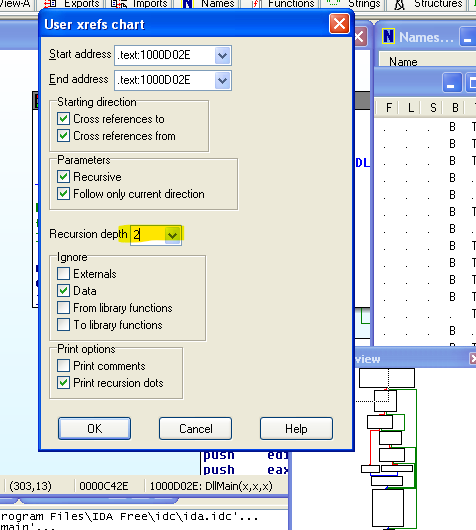 View-A Exports Imports Names Functions Strings Structures
User xrefs chart
Names...
Name
Start address .text:1000D02E
End address .text:1000D02E
Starting direction
Cross references to
Cross references from
Parameters
Recursive
Follow only current direction
Recursion depth 2
Ignore
Externals
Data
From library functions
To library functions
Print options
Print comments
Print recursion dots
OK Cancel Help
F L S
. . . B T
. . . B
. . . B
. . . B T
. . . B T
. . . B
. . . B
. . . B T
. . . B T
. . . B
. . . B T
. . . B
DL
view
push edi
push eax
(303,13) 0000C42E 1000D02E: DllMain(x,x,x)
rogram Files\IDA Free\idc\ida.idc'...
main'...